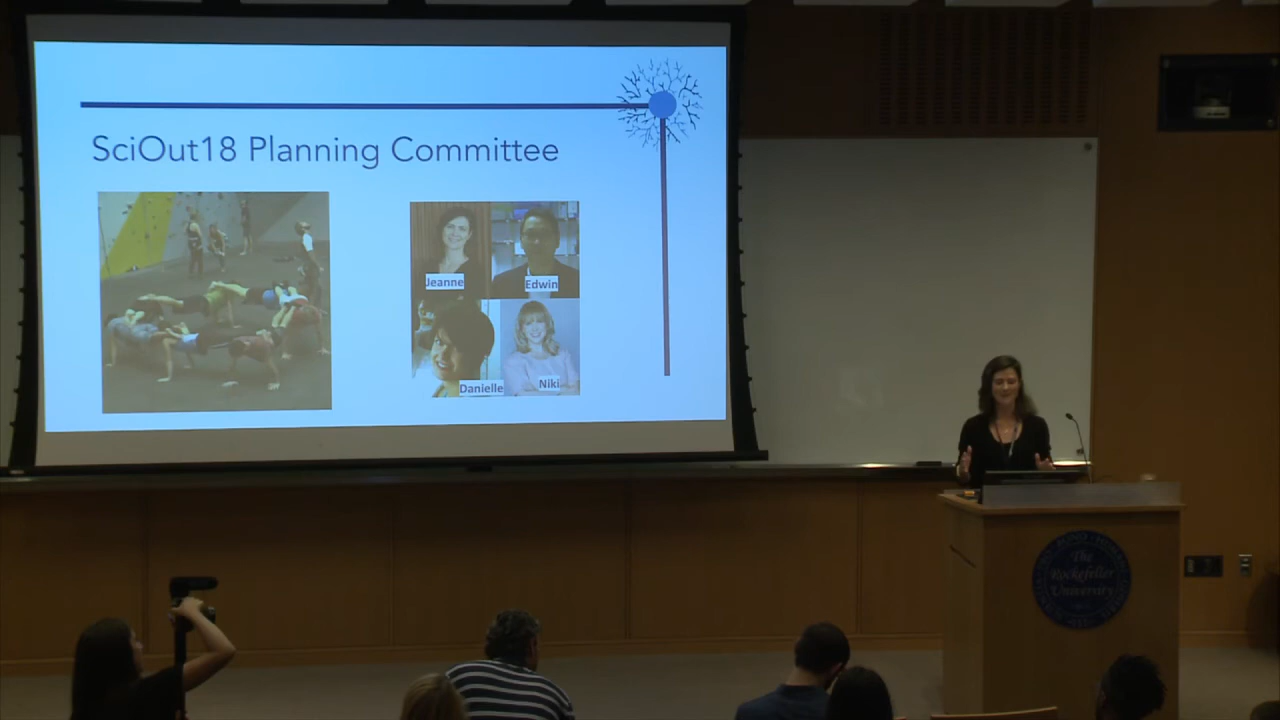 SciOut18 Planning Committee
Jeanne
Edwin
Danielle
Niki
The
Rockefeller
University